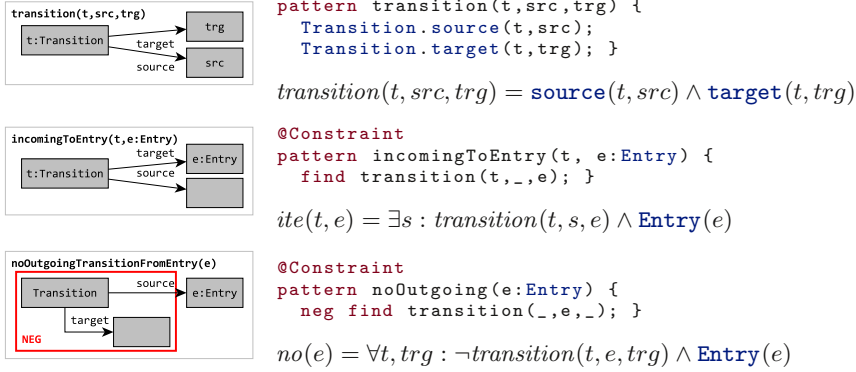 transition(t,src,trg)
t:Transition
trg
target
source
src
pattern transition(t,src,trg) {
Transition.source(t,src);
Transition.target(t,trg); }
transition(t, src, trg) = source(t, src) ∧ target(t, trg)
incomingToEntry(t,e:Entry)
t:Transition
target
source
e:Entry
@Constraint
pattern incomingToEntry(t, e:Entry) {
find transition(t,_,e); }
ite(t, e) = ∃s : transition(t, s, e) ∧ Entry(e)
noOutgoingTransitionFromEntry(e)
Transition
source
e:Entry
target
NEG
@Constraint
pattern noOutgoing(e:Entry) {
neg find transition(_,e,_); }
no(e) = ∀t, trg : ¬transition(t, e, trg) ∧ Entry(e)